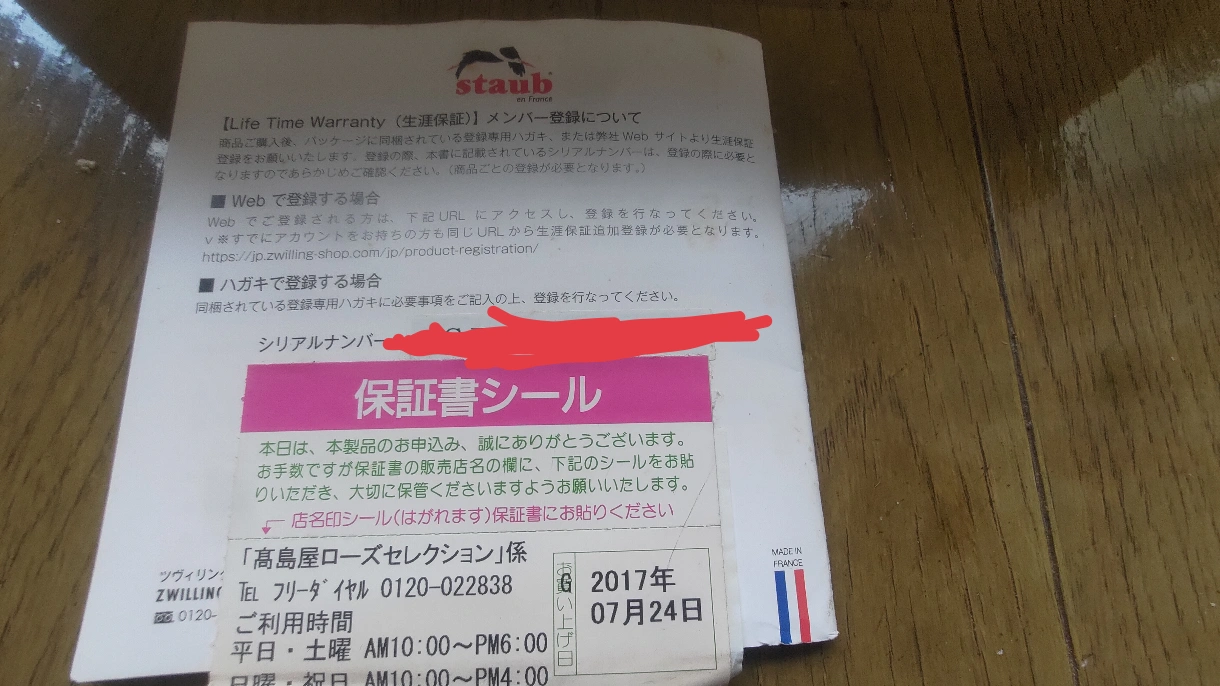 staub
en France
【Life Time Warranty（生涯保証）】メンバー登録について
商品ご購入後、パッケージに同梱されている登録専用ハガキ、または弊社Web サイトより生涯保証
登録をお願いいたします。登録の際、本書に記載されているシリアルナンバーは、登録の際に必要と
なりますのであらかじめご確認ください。（商品ごとの登録が必要となります。）
■ Web で登録する場合
Web でご登録される方は、下記URL にアクセスし、登録を行なってください。
v ※すでにアカウントをお持ちの方も同じURLから生涯保証追加登録が必要となります。
https://jp.zwilling-shop.com/jp/product-registration/
■ ハガキで登録する場合
同梱されている登録専用ハガキに必要事項をご記入の上、登録を行なってください。
シリアルナンバー
保証書シール
本日は、本製品のお申込み、誠にありがとうございます。
お手数ですが保証書の販売店名の欄に、下記のシールをお貼
りいただき、大切に保管くださいますようお願いいたします。
店名印シール(はがれます)保証書にお貼りください
「髙島屋ローズセレクション」係
TEL フリーダイヤル 0120-022838
ご利用時間
平日・土曜 AM10:00～PM6:00
日曜・祝日 AM10:00～PM4:00
お買い上げ日
G
2017年
07月24日
ツヴィリン
ZWILLING
0120-
MADE IN
FRANCE